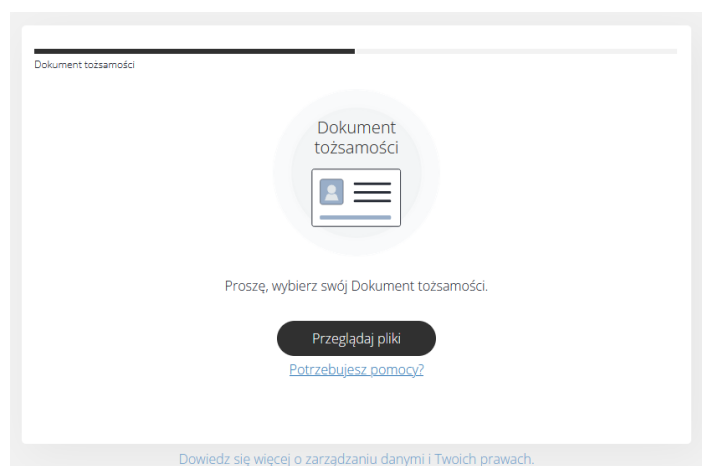 Dokument tożsamości
Dokument
tożsamości
Proszę, wybierz swój Dokument tożsamości.
Przeglądaj pliki
Potrzebujesz pomocy?
Dowiedz się więcej o zarządzaniu danymi i Twoich prawach.